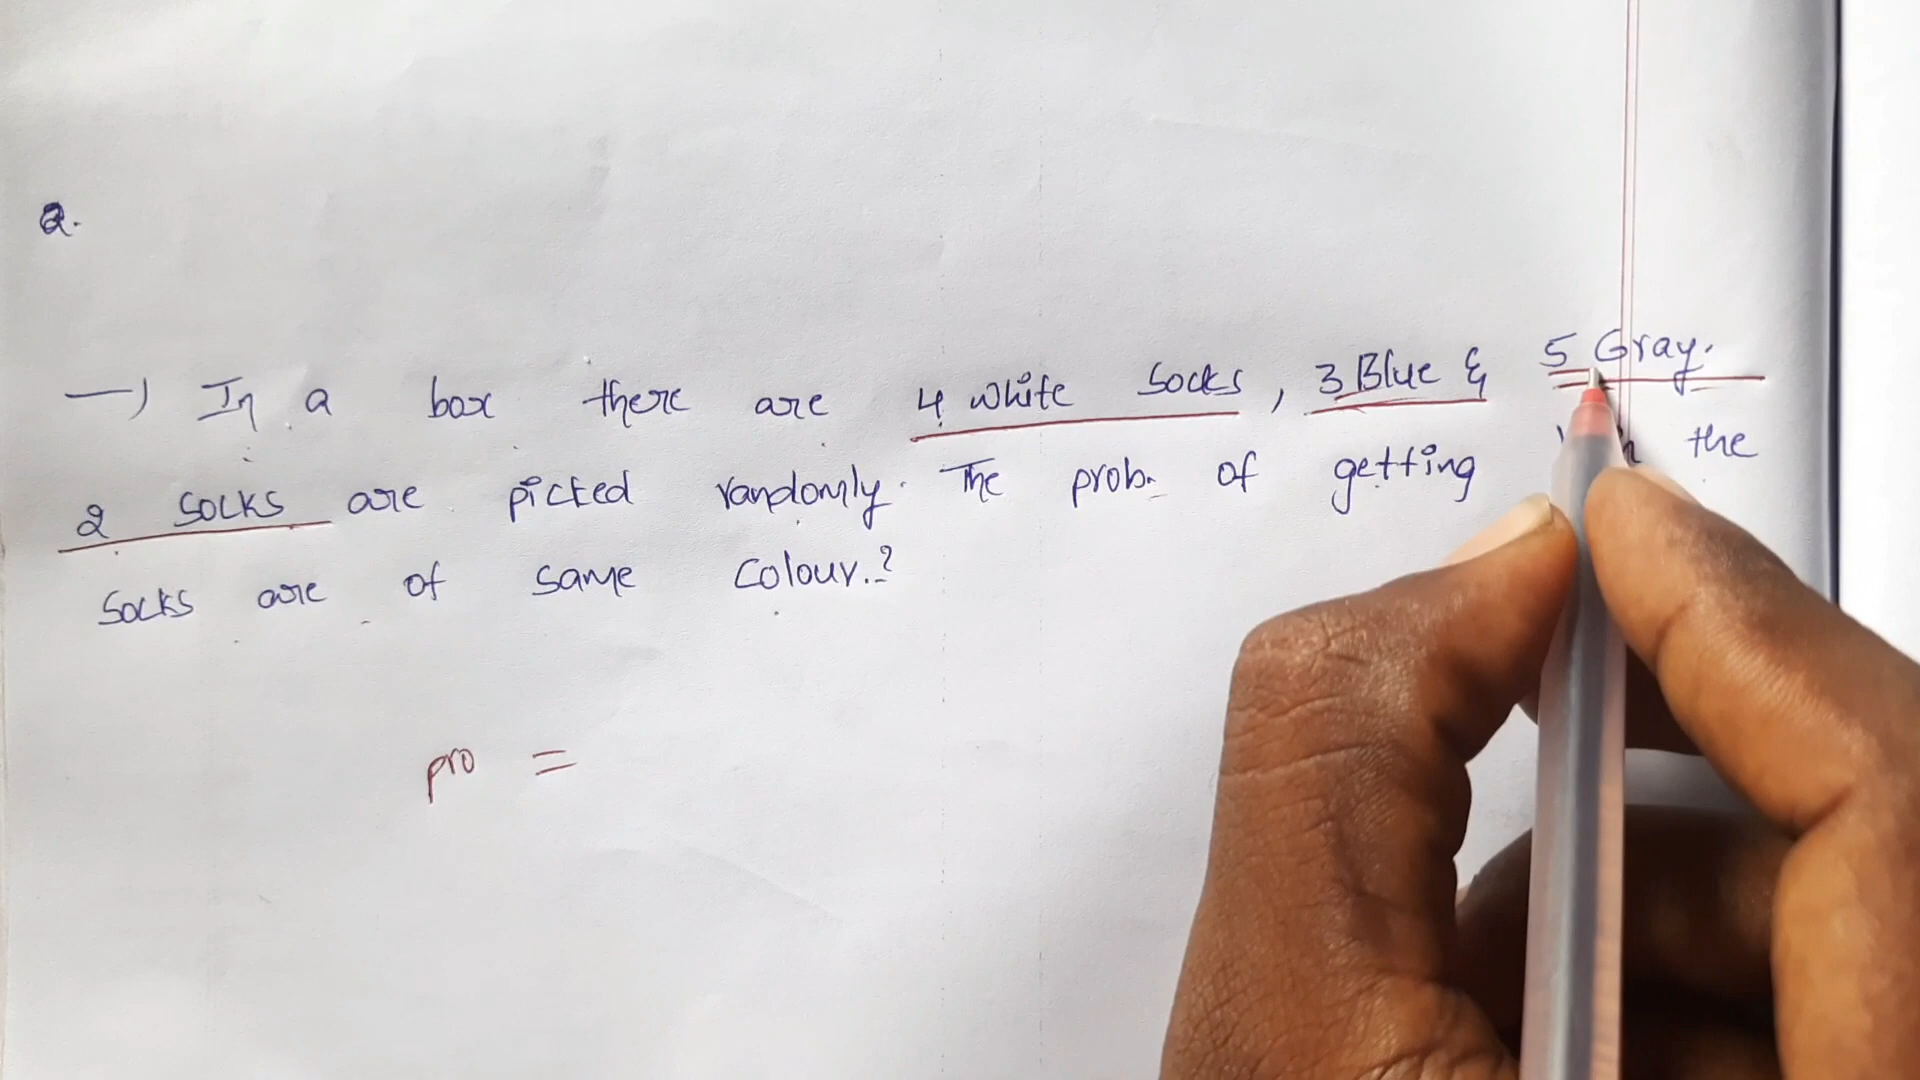 Q.
—) In a box there are 4 white socks, 3 Blue & 5 Gray.
2 socks are picked randomly. The prob. of getting the
socks are of same colour.?
pro =